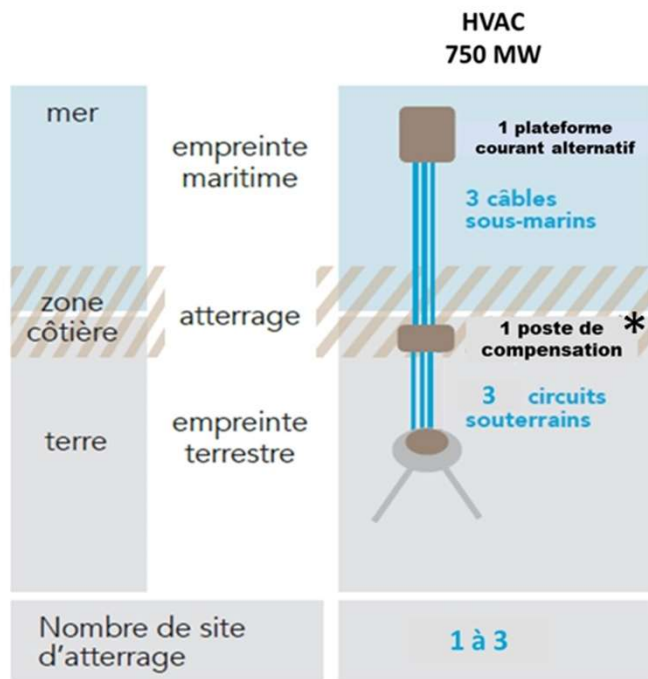 HVAC
750 MW
mer
empreinte
maritime
1 plateforme
courant alternatif
3 câbles
sous-marins
zone
côtière
atterrage
1 poste de *
compensation
3 circuits
souterrains
terre
empreinte
terrestre
Nombre de site
d'atterrage
1 à 3